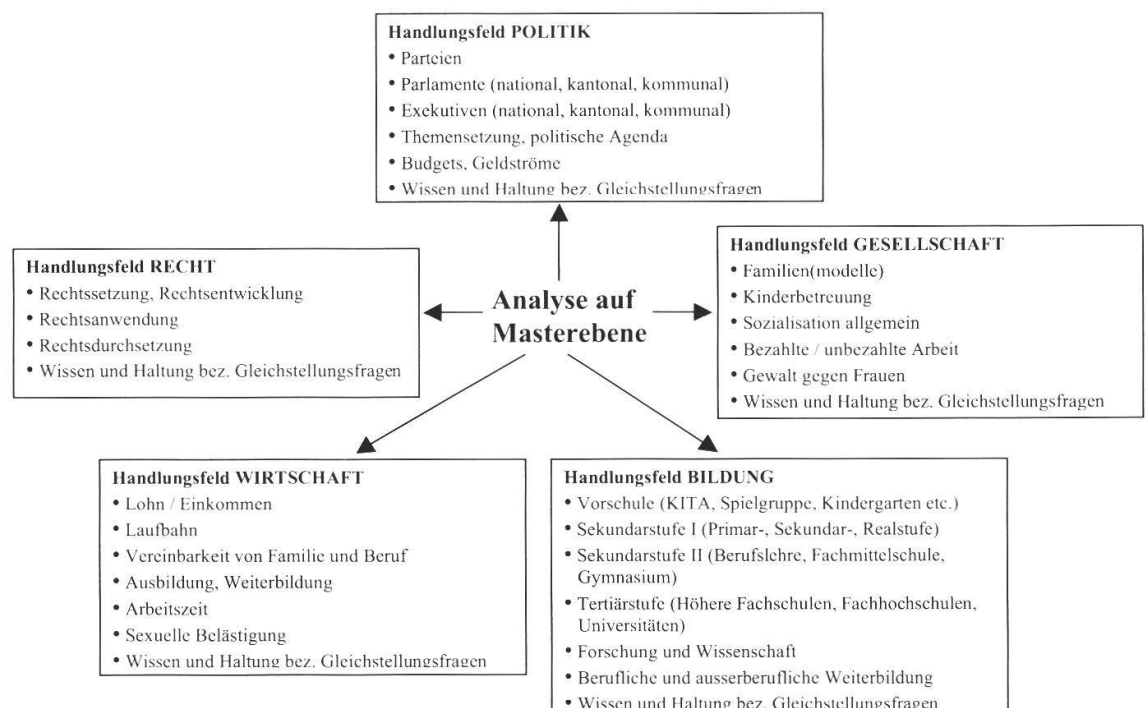 Handlungsfeld POLITIK
• Parteien
• Parlamente (national, kantonal, kommunal)
• Exekutiven (national, kantonal, kommunal)
• Themensetzung, politische Agenda
• Budgets, Geldströme
• Wissen und Haltung bez. Gleichstellungsfragen
Handlungsfeld RECHT
• Rechtssetzung, Rechtsentwicklung
• Rechtsanwendung
• Rechtsdurchsetzung
• Wissen und Haltung bez. Gleichstellungsfragen
Analyse auf
Masterebene
Handlungsfeld GESELLSCHAFT
• Familien(modelle)
• Kinderbetreuung
• Sozialisation allgemein
• Bezahlte / unbezahlte Arbeit
• Gewalt gegen Frauen
• Wissen und Haltung bez. Gleichstellungsfragen
Handlungsfeld WIRTSCHAFT
• Lohn / Einkommen
• Laufbahn
• Vereinbarkeit von Familie und Beruf
• Ausbildung, Weiterbildung
• Arbeitszeit
• Sexuelle Belästigung
• Wissen und Haltung bez. Gleichstellungsfragen
Handlungsfeld BILDUNG
• Vorschule (KITA, Spielgruppe, Kindergarten etc.)
• Sekundarstufe I (Primar-, Sekundar-, Realstufe)
• Sekundarstufe II (Berufslehre, Fachmittelschule,
Gymnasium)
• Tertiärstufe (Höhere Fachschulen, Fachhochschulen,
Universitäten)
• Forschung und Wissenschaft
• Berufliche und ausserberufliche Weiterbildung
• Wissen und Haltung bez. Gleichstellungsfragen